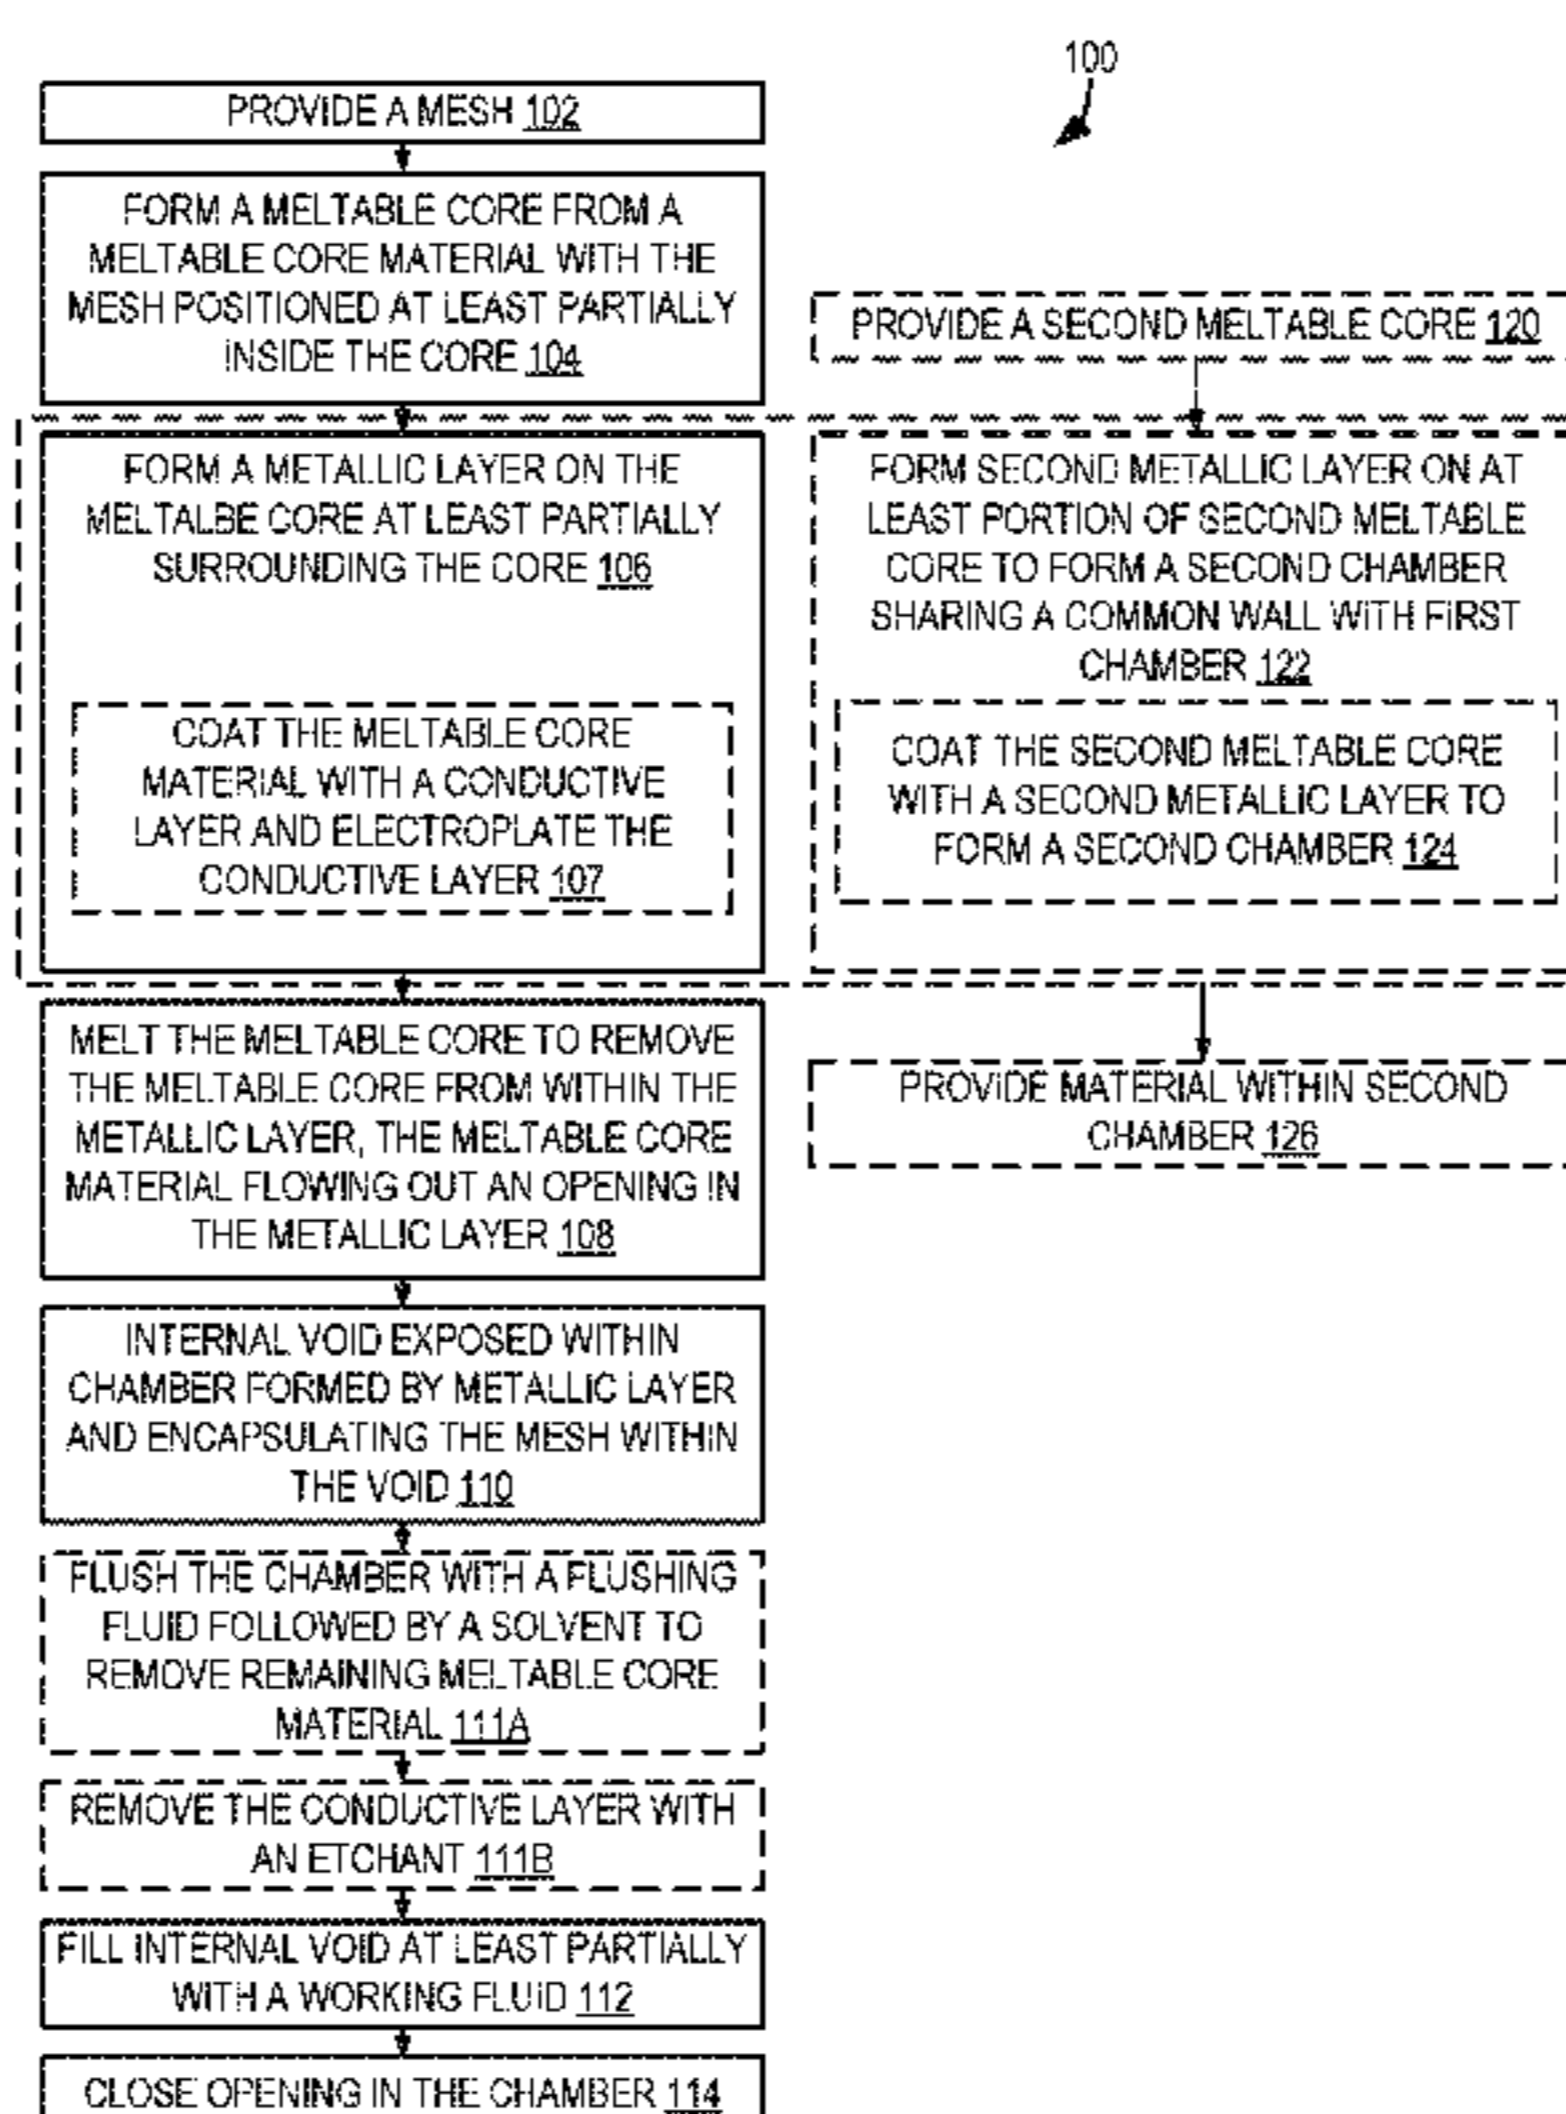 100
PROVIDE A MESH 102
FORM A MELTABLE CORE FROM A
MELTABLE CORE MATERIAL WITH THE
MESH POSITIONED AT LEAST PARTIALLY
INSIDE THE CORE 104
PROVIDE A SECOND MELTABLE CORE 120
FORM A METALLIC LAYER ON THE
MELTALBE CORE AT LEAST PARTIALLY
SURROUNDING THE CORE 106
COAT THE MELTABLE CORE
MATERIAL WITH A CONDUCTIVE
LAYER AND ELECTROPLATE THE
CONDUCTIVE LAYER 107
FORM SECOND METALLIC LAYER ON AT
LEAST PORTION OF SECOND MELTABLE
CORE TO FORM A SECOND CHAMBER
SHARING A COMMON WALL WITH FIRST
CHAMBER 122
COAT THE SECOND MELTABLE CORE
WITH A SECOND METALLIC LAYER TO
FORM A SECOND CHAMBER 124
MELT THE MELTABLE CORE TO REMOVE
THE MELTABLE CORE FROM WITHIN THE
METALLIC LAYER, THE MELTABLE CORE
MATERIAL FLOWING OUT AN OPENING IN
THE METALLIC LAYER 108
PROVIDE MATERIAL WITHIN SECOND
CHAMBER 126
INTERNAL VOID EXPOSED WITHIN
CHAMBER FORMED BY METALLIC LAYER
AND ENCAPSULATING THE MESH WITHIN
THE VOID 110
FLUSH THE CHAMBER WITH A FLUSHING
FLUID FOLLOWED BY A SOLVENT TO
REMOVE REMAINING MELTABLE CORE
MATERIAL 111A
REMOVE THE CONDUCTIVE LAYER WITH
AN ETCHANT 111B
FILL INTERNAL VOID AT LEAST PARTIALLY
WITH A WORKING FLUID 112
CLOSE OPENING IN THE CHAMBER 114